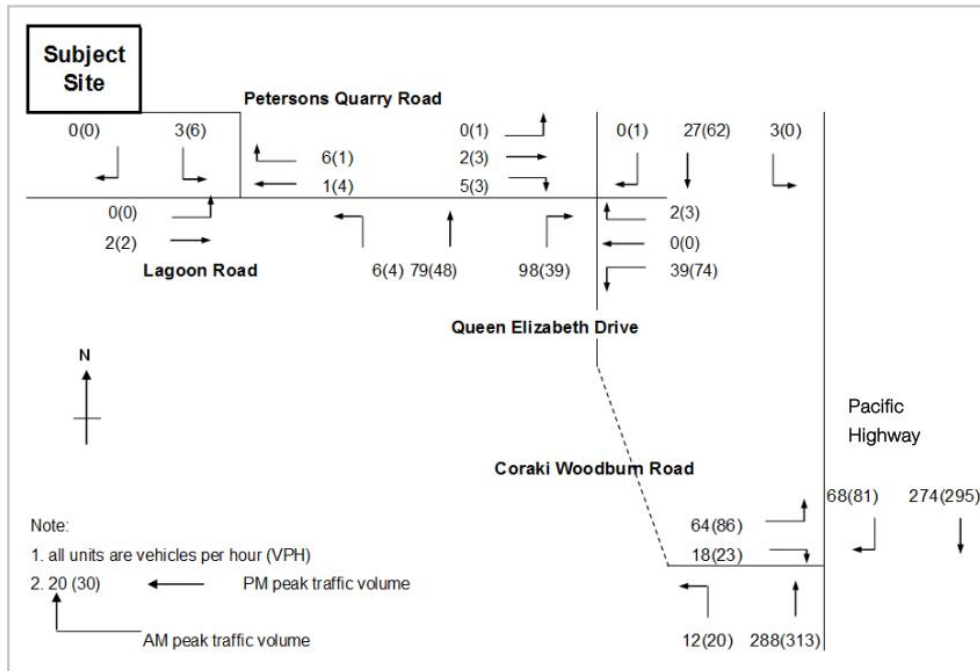 Subject
Site
Petersons Quarry Road
0(0) 3(6) 0(1) 0(1) 27(62) 3(0)
6(1) 2(3)
1(4) 5(3)
0(0) 2(3)
2(2) 0(0)
Lagoon Road 6(4) 79(48) 98(39) 39(74)
Queen Elizabeth Drive
N
Pacific
Highway
Coraki Woodburn Road
68(81) 274(295)
Note: 64(86)
1. all units are vehicles per hour (VPH) 18(23)
2. 20 (30) PM peak traffic volume
AM peak traffic volume 12(20) 288(313)